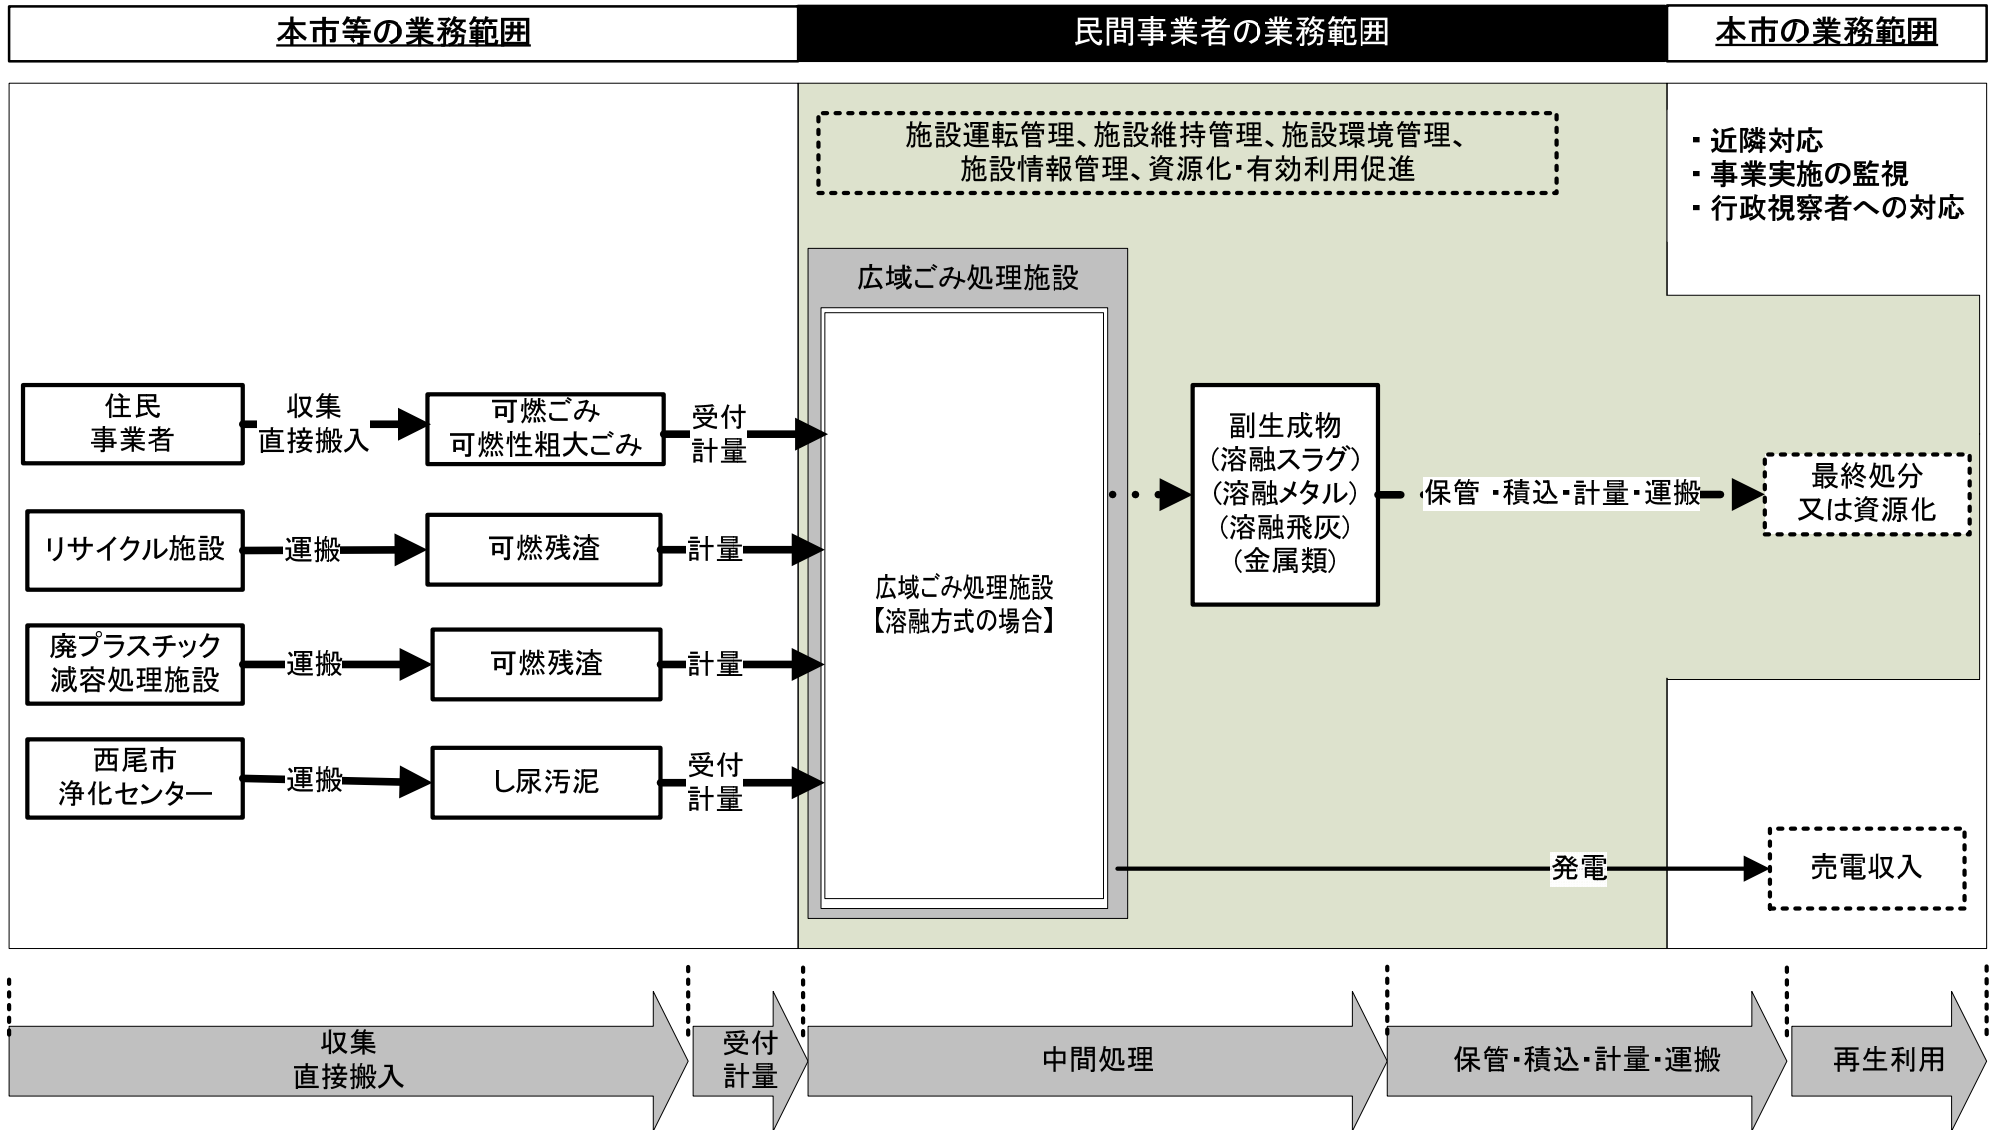 本市等の業務範囲
民間事業者の業務範囲
本市の業務範囲
施設運転管理、施設維持管理、施設環境管理、
施設情報管理、資源化・有効利用促進
・近隣対応
・事業実施の監視
・行政視察者への対応
広域ごみ処理施設
住民
事業者
収集
直接搬入
可燃ごみ
可燃性粗大ごみ
受付
計量
リサイクル施設
運搬
可燃残渣
計量
廃プラスチック
減容処理施設
運搬
可燃残渣
計量
西尾市
浄化センター
運搬
し尿汚泥
受付
計量
広域ごみ処理施設
【溶融方式の場合】
副生成物
(溶融スラグ)
(溶融メタル)
(溶融飛灰)
(金属類)
保管・積込・計量・運搬
最終処分
又は資源化
発電
売電収入
収集
直接搬入
受付
計量
中間処理
保管・積込・計量・運搬
再生利用